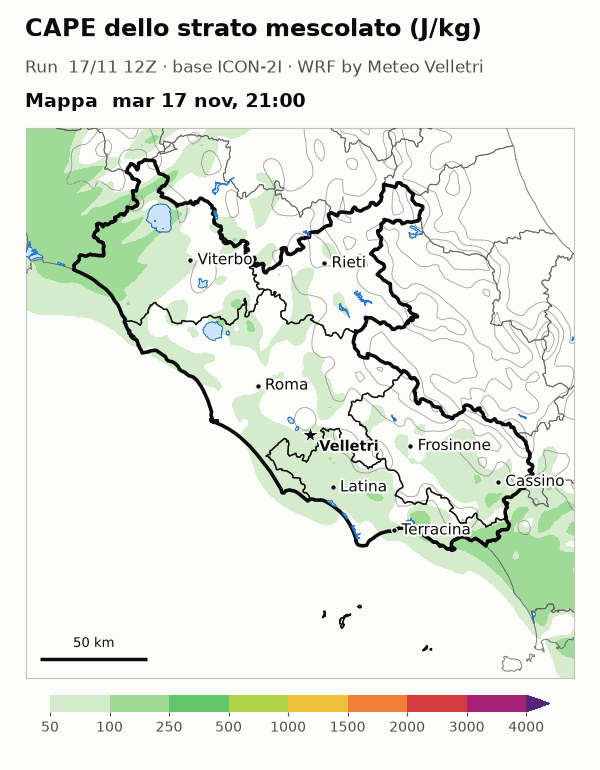 CAPE dello strato mescolato (J/kg)
Run 17/11 12Z · base ICON-2I · WRF by Meteo Velletri
Mappa mar 17 nov, 21:00
Viterbo
Rieti
Roma
Velletri
Frosinone
Latina
Cassino
Terracina
50 km
50 100 250 500 1000 1500 2000 3000 4000